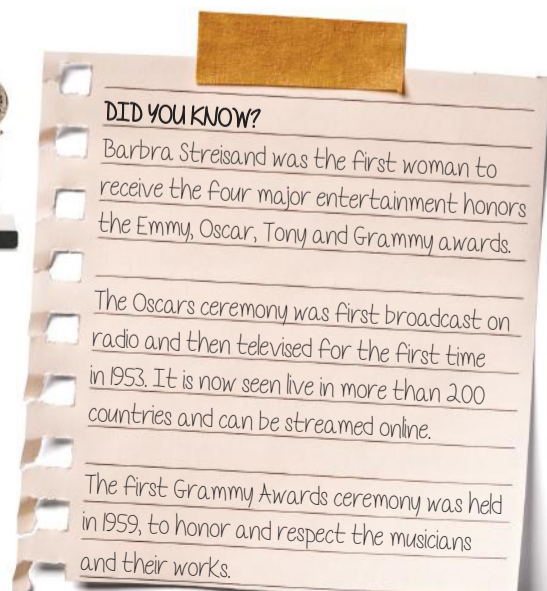 DID YOU KNOW?
Barbra Streisand was the first woman to
receive the four major entertainment honors
the Emmy, Oscar, Tony and Grammy awards.
The Oscars ceremony was first broadcast on
radio and then televised for the first time
in 1953. It is now seen live in more than 200
countries and can be streamed online.
The first Grammy Awards ceremony was held
in 1959, to honor and respect the musicians
and their works.